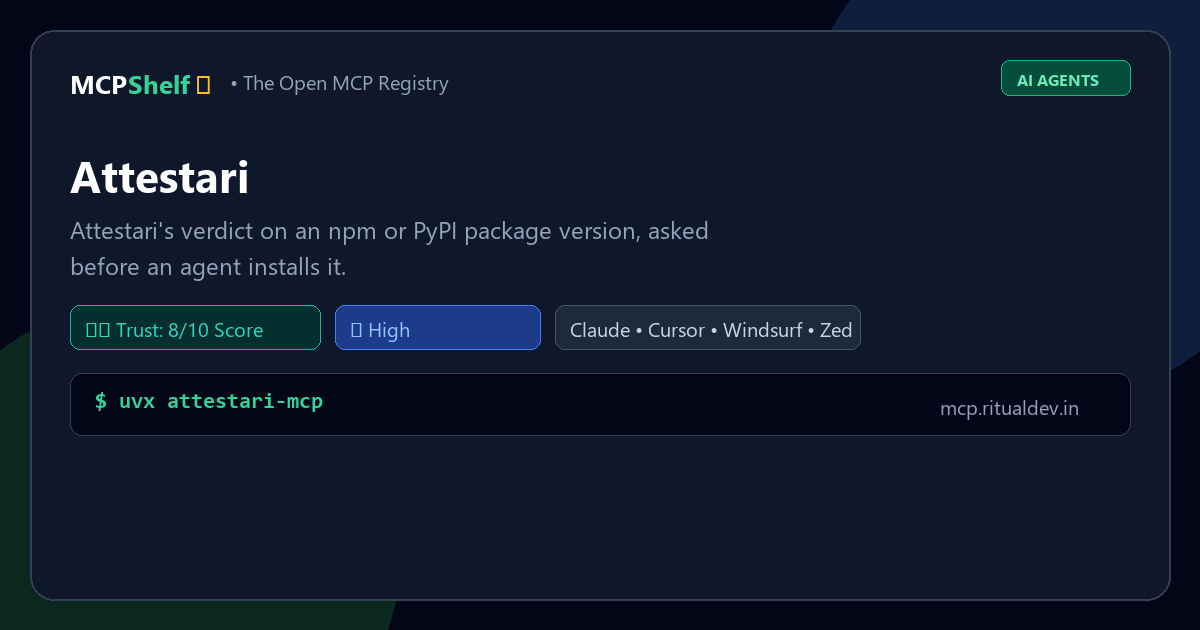 MCPShelf • The Open MCP Registry
AI AGENTS
Attestari
Attestari's verdict on an npm or PyPI package version, asked
before an agent installs it.
Trust: 8/10 Score
High
Claude • Cursor • Windsurf • Zed
$ uvx attestari-mcp
mcp.ritualdev.in